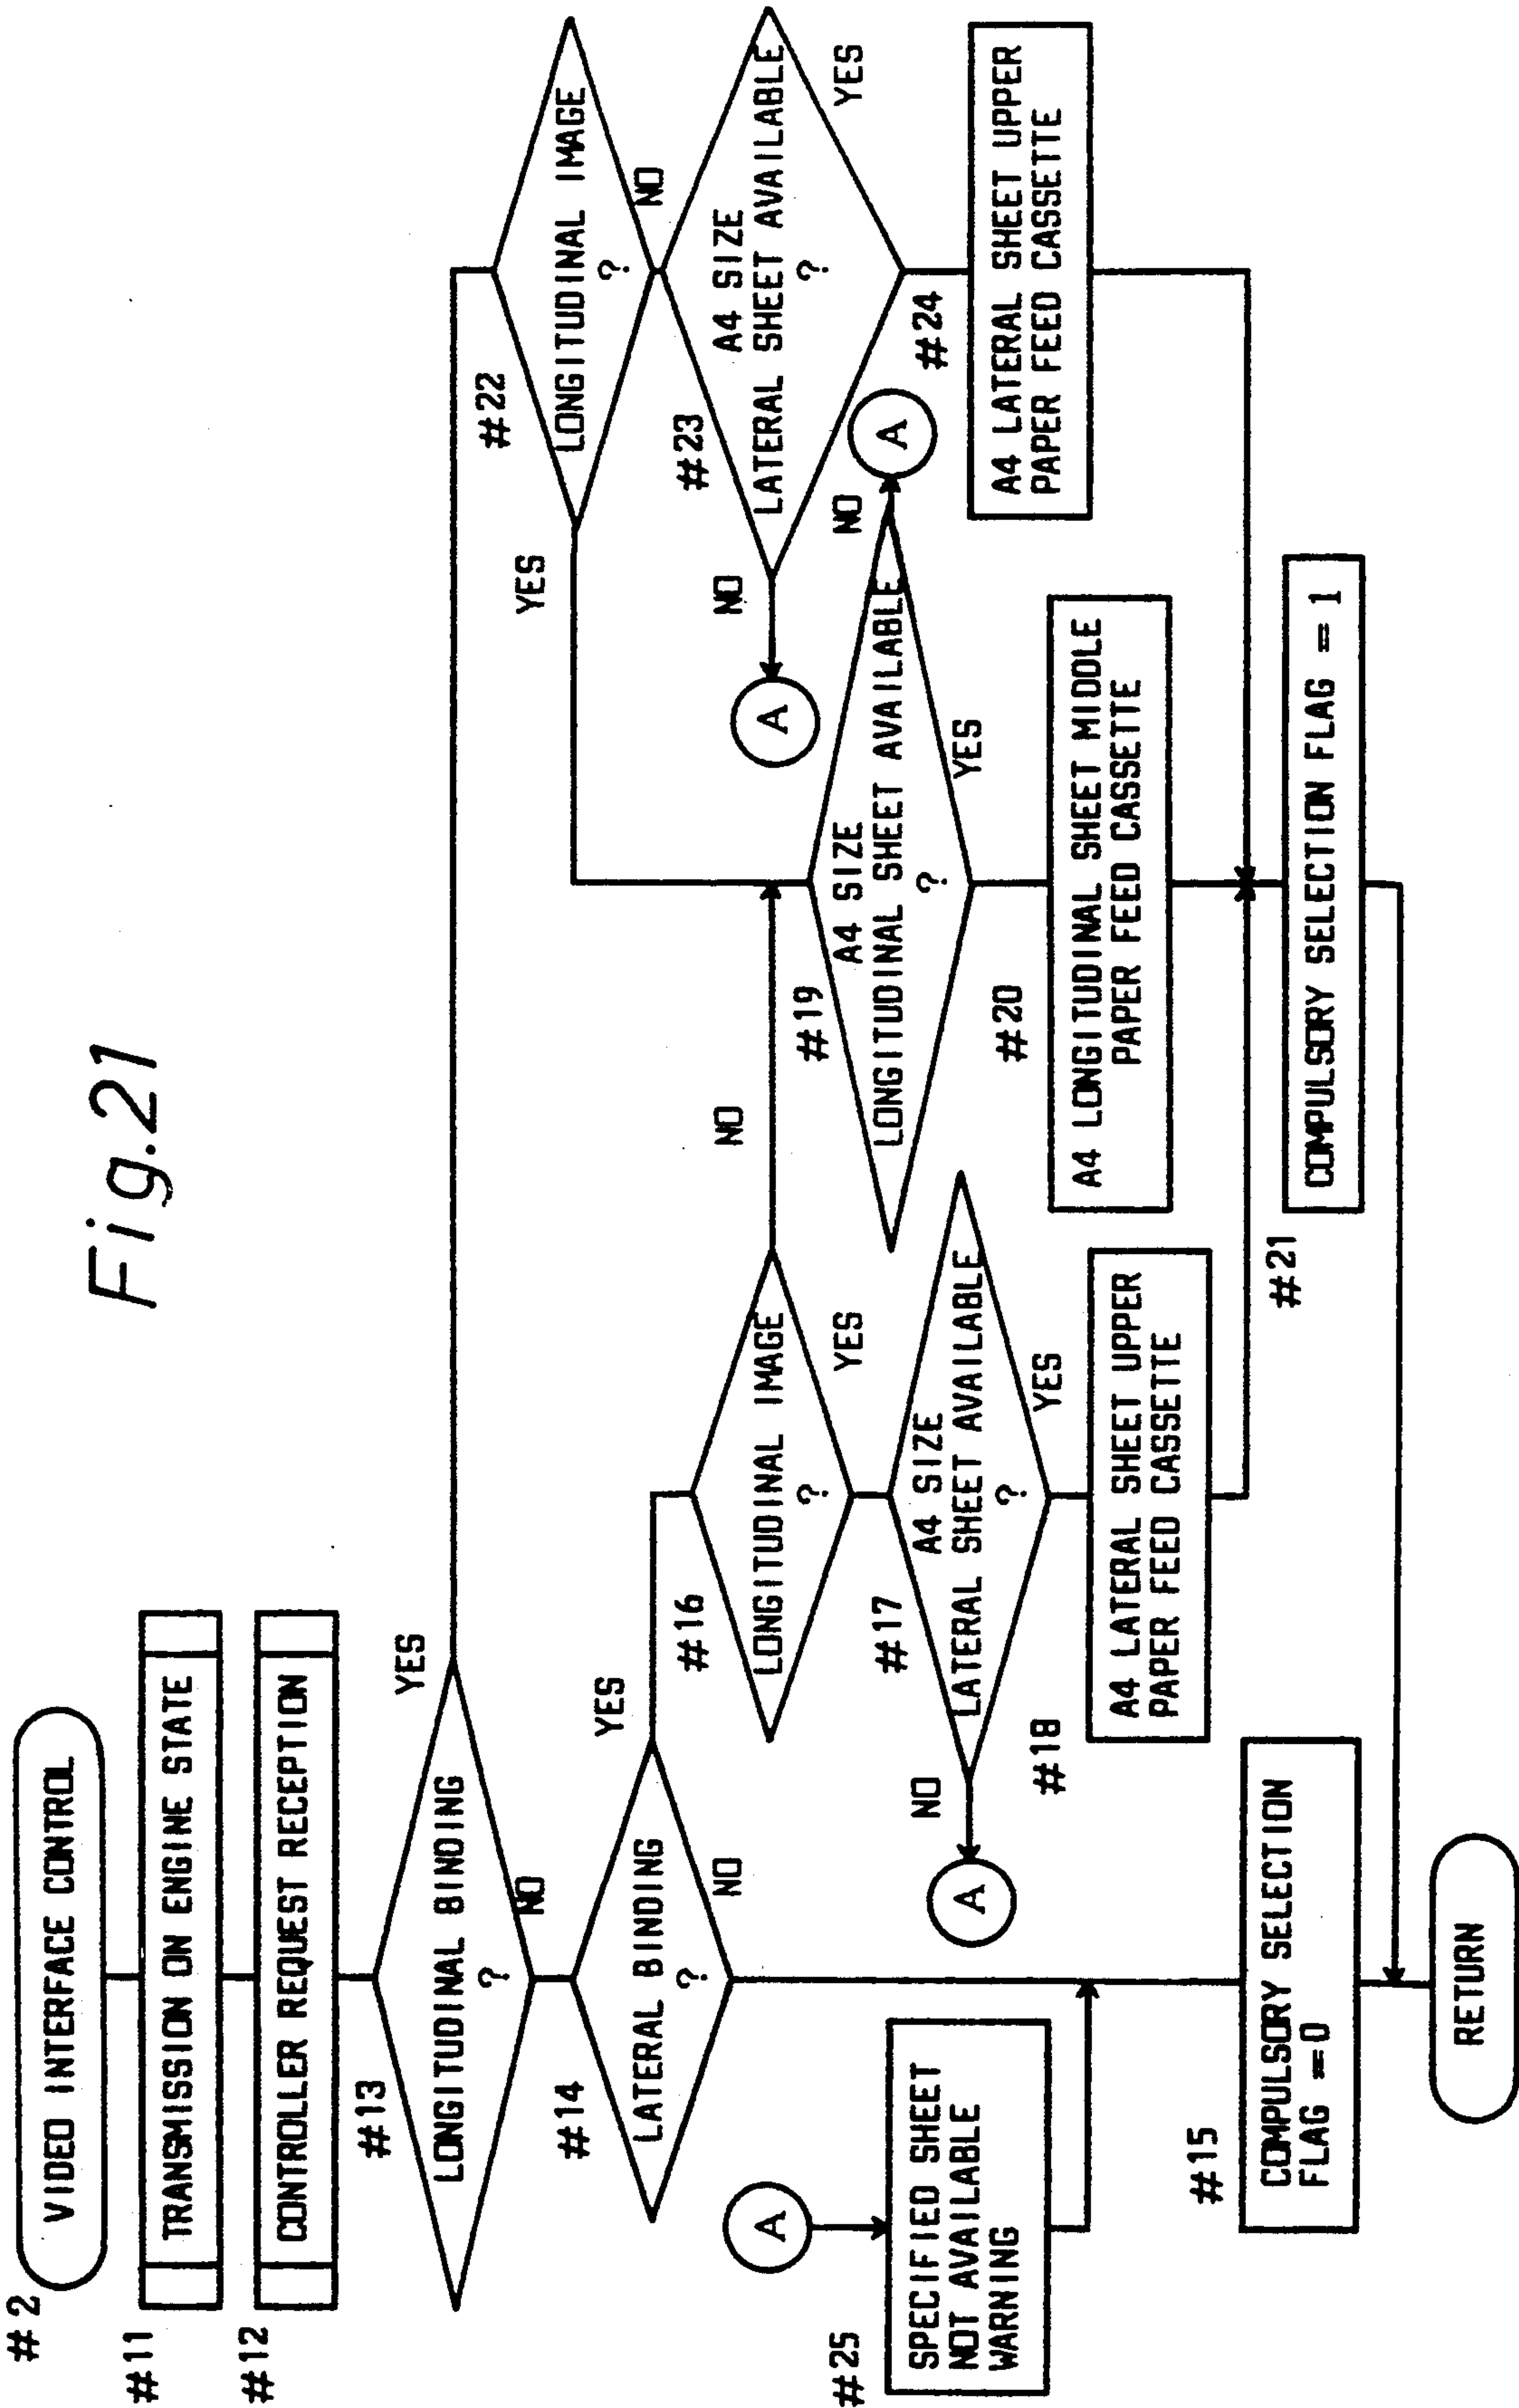 Fig.21
#2
VIDEO INTERFACE CONTROL
#11
TRANSMISSION ON ENGINE STATE
#12
CONTROLLER REQUEST RECEPTION
#13
LONGITUDINAL BINDING
?
YES
NO
#14
LATERAL BINDING
?
YES
NO
#22
LONGITUDINAL IMAGE
?
YES
NO
#23
A4 SIZE
LATERAL SHEET AVAILABLE
?
NO
YES
A
#24
A4 LATERAL SHEET UPPER
PAPER FEED CASSETTE
#16
LONGITUDINAL IMAGE
?
NO
YES
#17
A4 SIZE
LATERAL SHEET AVAILABLE
?
NO
YES
A
#18
A4 LATERAL SHEET UPPER
PAPER FEED CASSETTE
#19
A4 SIZE
LONGITUDINAL SHEET AVAILABLE
?
NO
YES
A
#20
A4 LONGITUDINAL SHEET MIDDLE
PAPER FEED CASSETTE
#21
COMPULSORY SELECTION FLAG = 1
A
#25
SPECIFIED SHEET
NOT AVAILABLE
WARNING
#15
COMPULSORY SELECTION
FLAG =0
RETURN